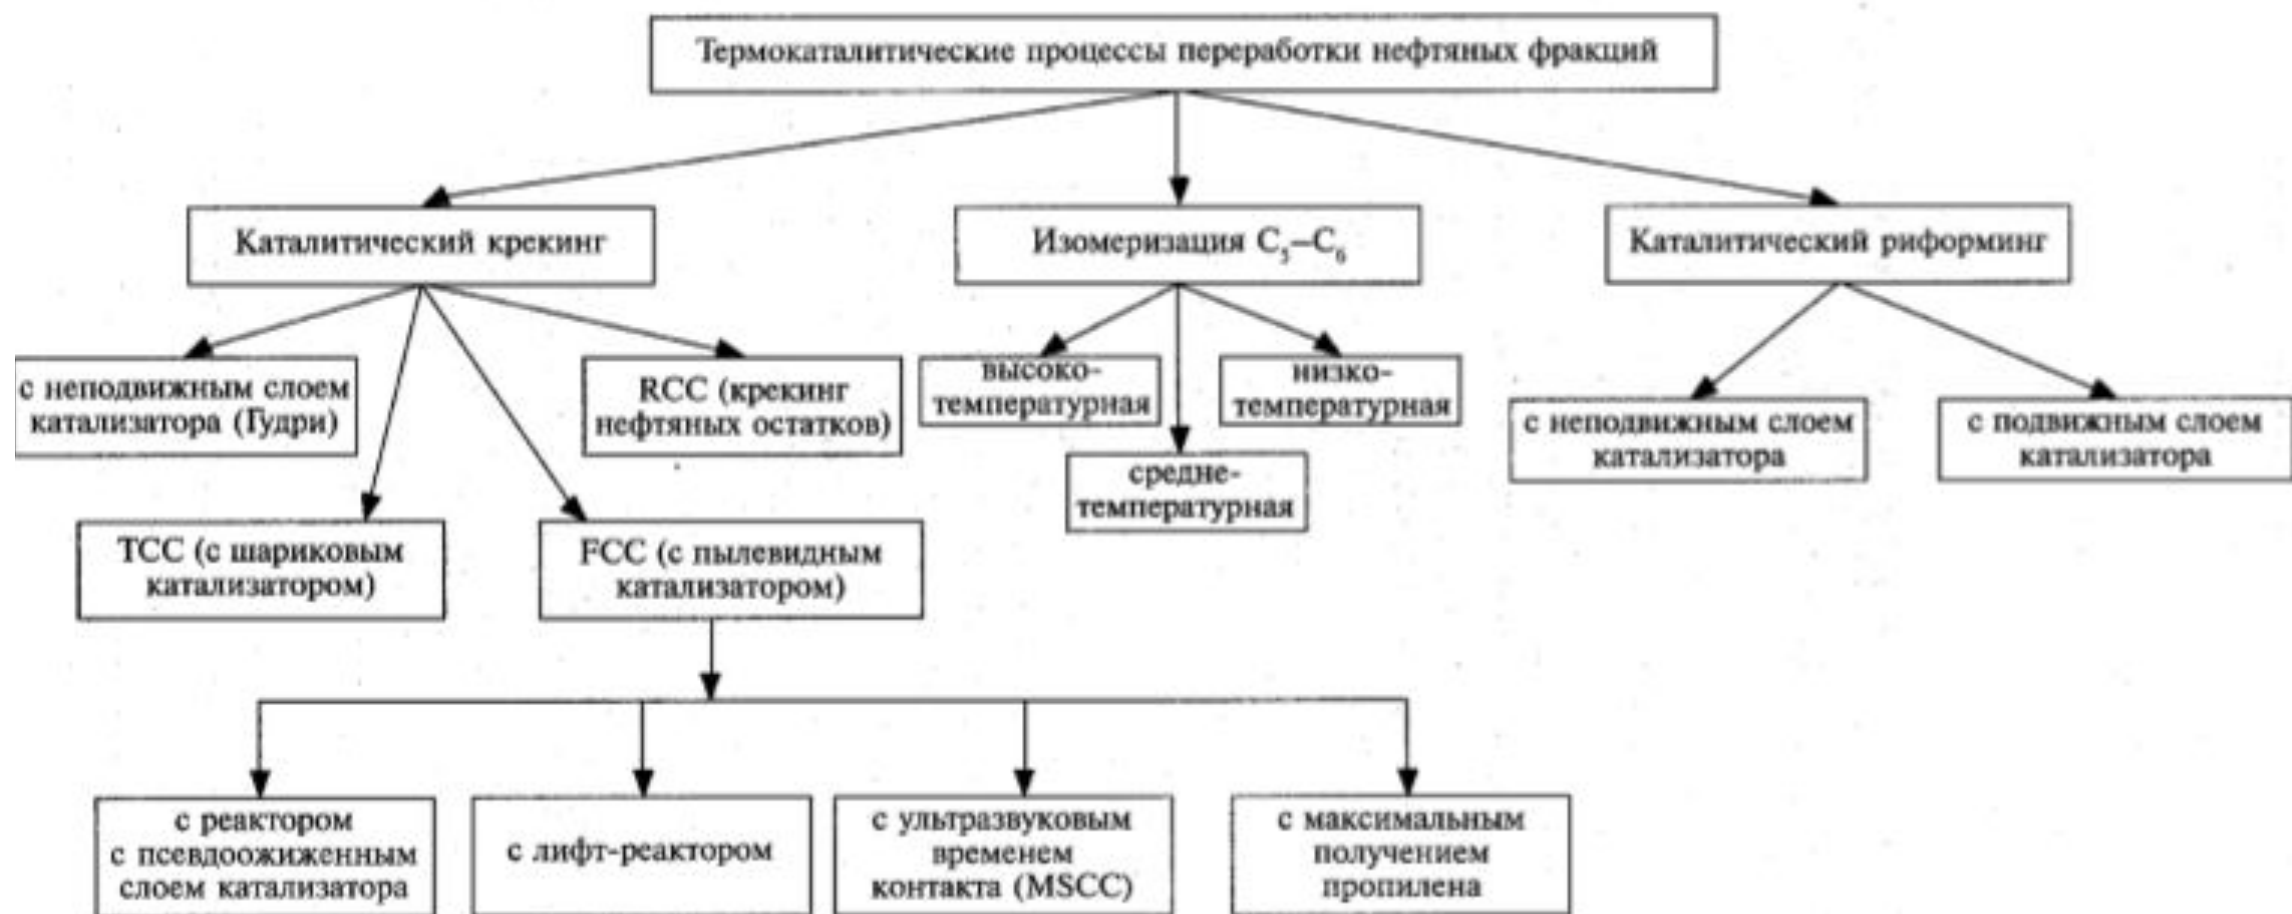 Термокаталитические процессы переработки нефтяных фракций
Каталитический крекинг
Изомеризация C₅–C₆
Каталитический риформинг
с неподвижным слоем
катализатора (Гудри)
RCC (крекинг
нефтяных остатков)
высоко-
температурная
низко-
температурная
средне-
температурная
с неподвижным слоем
катализатора
с подвижным слоем
катализатора
TCC (с шариковым
катализатором)
FCC (с пылевидным
катализатором)
с реактором
с псевдоожиженным
слоем катализатора
с лифт-реактором
с ультразвуковым
временем
контакта (MSCC)
с максимальным
получением
пропилена